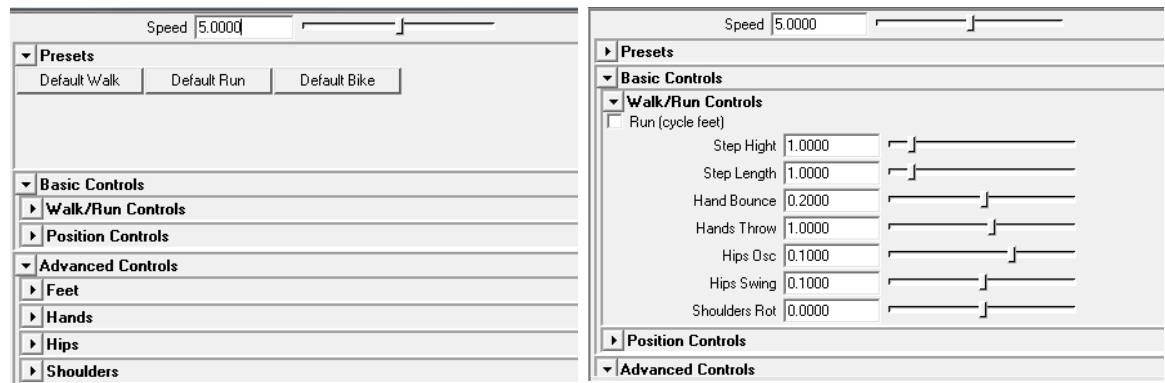 Speed 5.0000
Presets
Default Walk Default Run Default Bike
Basic Controls
Walk/Run Controls
Position Controls
Advanced Controls
Feet
Hands
Hips
Shoulders
Speed 5.0000
Presets
Basic Controls
Walk/Run Controls
Run (cycle feet)
Step Hight 1.0000
Step Length 1.0000
Hand Bounce 0.2000
Hands Throw 1.0000
Hips Osc 0.1000
Hips Swing 0.1000
Shoulders Rot 0.0000
Position Controls
Advanced Controls